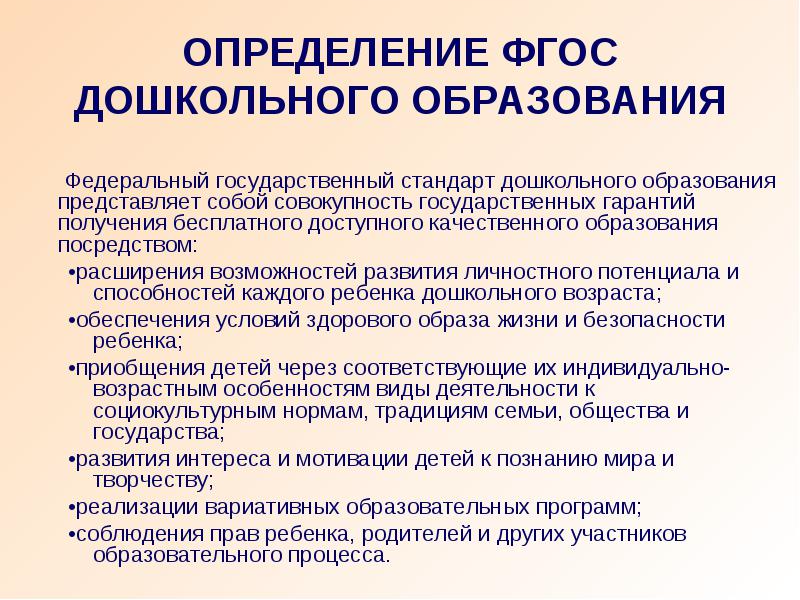 ОПРЕДЕЛЕНИЕ ФГОС
ДОШКОЛЬНОГО ОБРАЗОВАНИЯ
Федеральный государственный стандарт дошкольного образования
представляет собой совокупность государственных гарантий
получения бесплатного доступного качественного образования
посредством:
•расширения возможностей развития личностного потенциала и
способностей каждого ребенка дошкольного возраста;
•обеспечения условий здорового образа жизни и безопасности
ребенка;
•приобщения детей через соответствующие их индивидуально-
возрастным особенностям виды деятельности к
социокультурным нормам, традициям семьи, общества и
государства;
•развития интереса и мотивации детей к познанию мира и
творчеству;
•реализации вариативных образовательных программ;
•соблюдения прав ребенка, родителей и других участников
образовательного процесса.